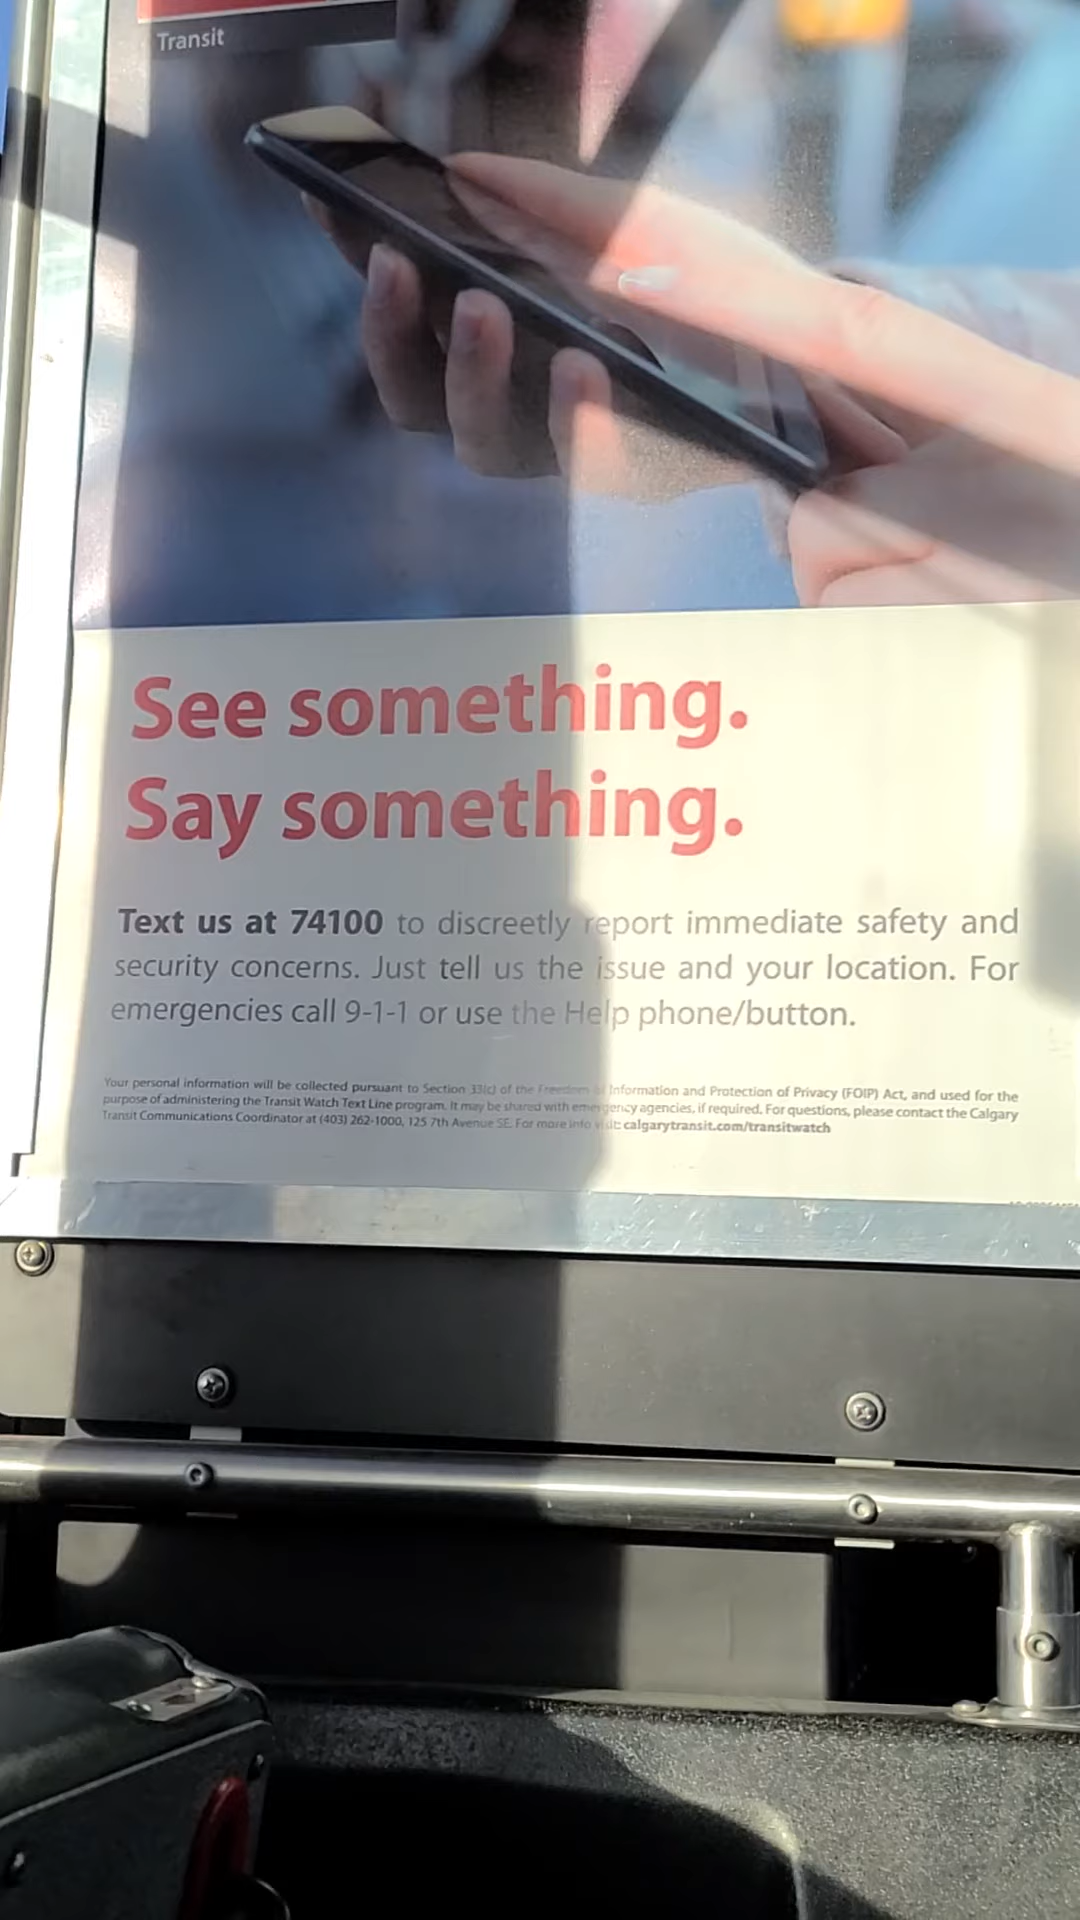 Transit
See something.
Say something.
Text us at 74100 to discreetly report immediate safety and
security concerns. Just tell us the issue and your location. For
emergencies call 9-1-1 or use the Help phone/button.
Your personal information will be collected pursuant to Section 33(c) of the Freedom of Information and Protection of Privacy (FOIP) Act, and used for the
purpose of administering the Transit Watch Text Line program. It may be shared with emergency agencies, if required. For questions, please contact the Calgary
Transit Communications Coordinator at (403) 262-1000, 125 7th Avenue SE. For more info visit: calgarytransit.com/transitwatch